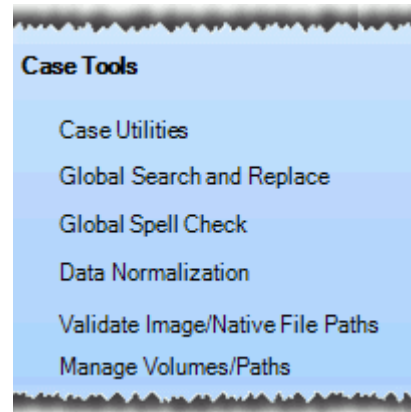 Case Tools
Case Utilities
Global Search and Replace
Global Spell Check
Data Normalization
Validate Image/Native File Paths
Manage Volumes/Paths